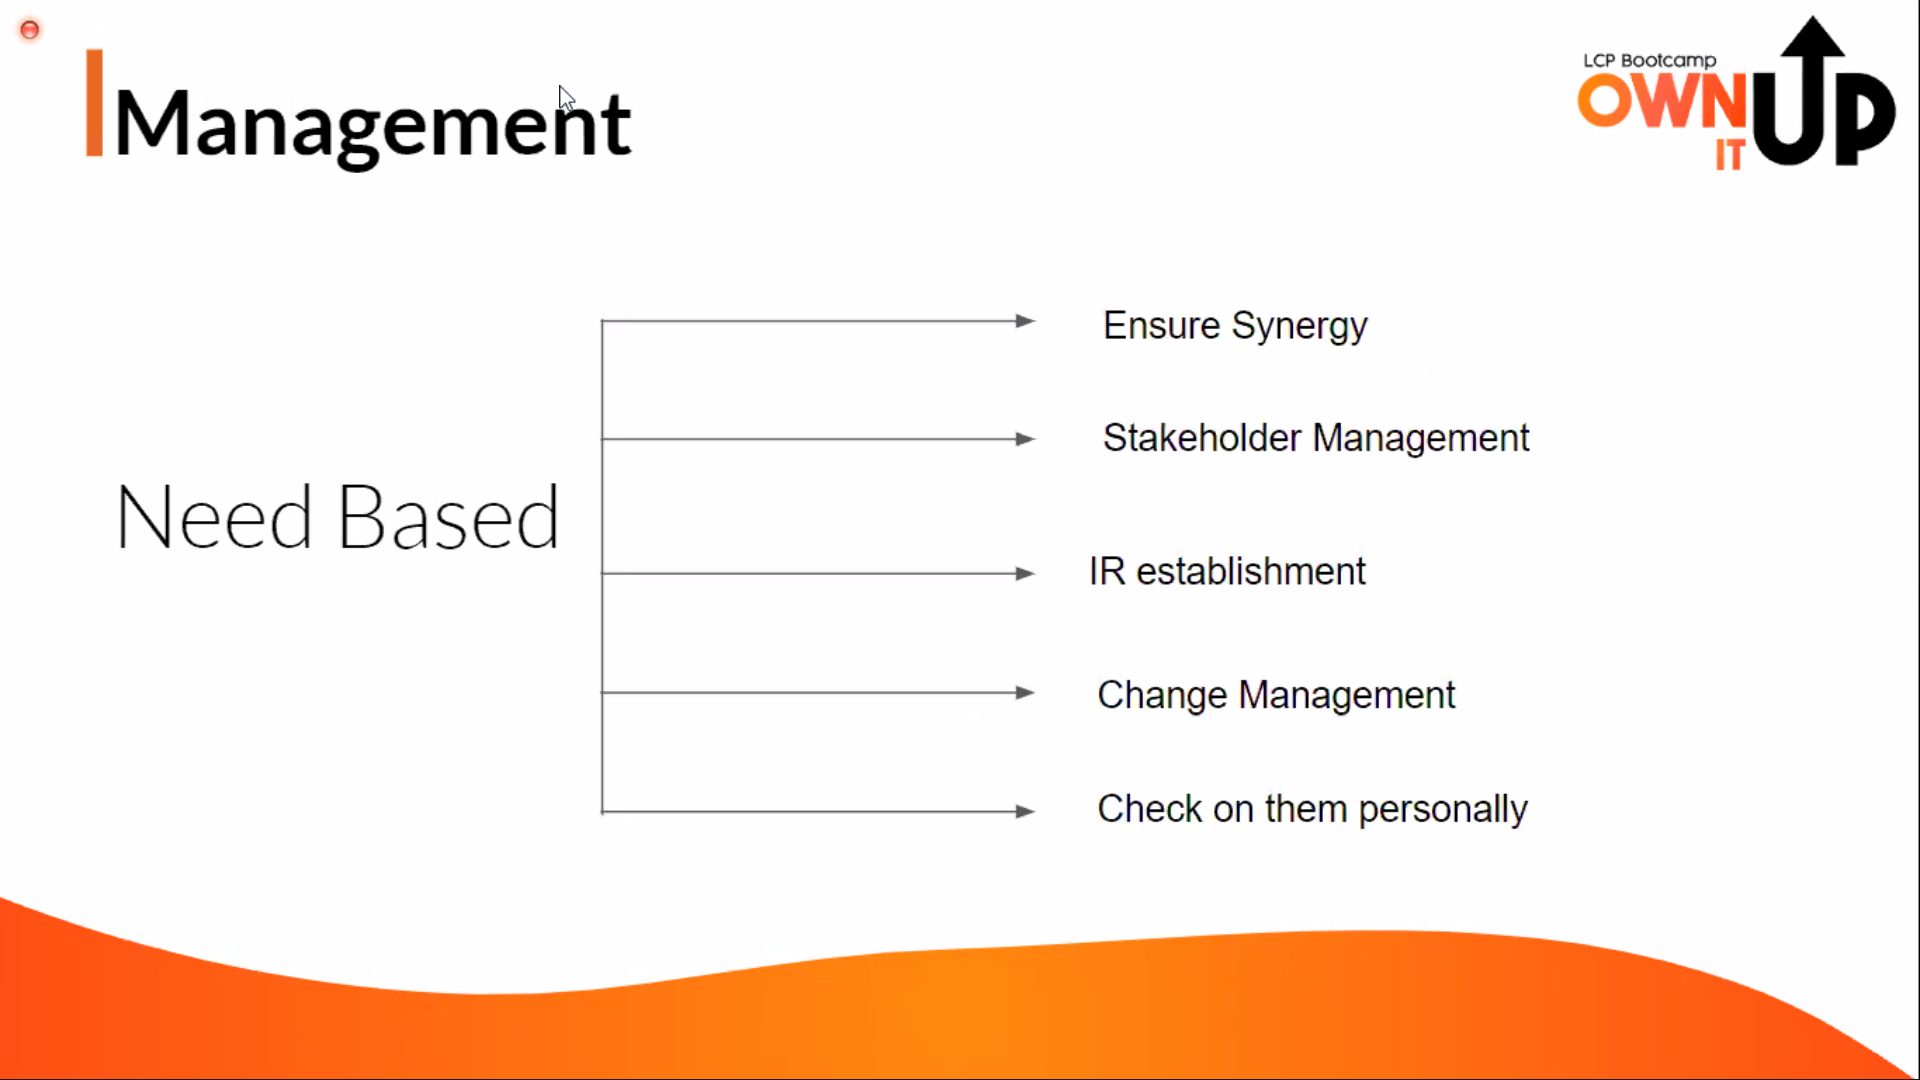 LCP Bootcamp
OWN
IT
UP
Management
Need Based
Ensure Synergy
Stakeholder Management
IR establishment
Change Management
Check on them personally